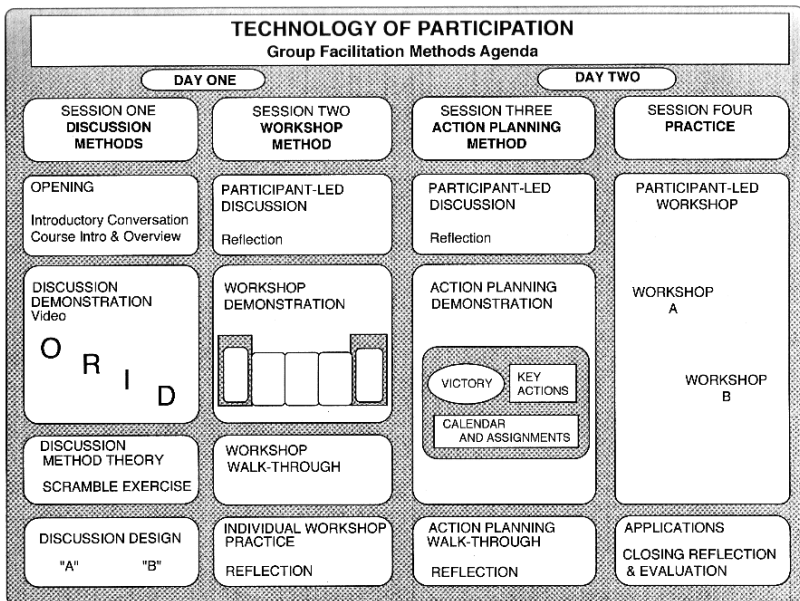 TECHNOLOGY OF PARTICIPATION
Group Facilitation Methods Agenda
DAY ONE
DAY TWO
SESSION ONE
DISCUSSION
METHODS
SESSION TWO
WORKSHOP
METHOD
SESSION THREE
ACTION PLANNING
METHOD
SESSION FOUR
PRACTICE
OPENING
Introductory Conversation
Course Intro & Overview
PARTICIPANT-LED
DISCUSSION
Reflection
PARTICIPANT-LED
DISCUSSION
Reflection
PARTICIPANT-LED
WORKSHOP
WORKSHOP
A
WORKSHOP
B
DISCUSSION
DEMONSTRATION
Video
O
R
I
D
WORKSHOP
DEMONSTRATION
ACTION PLANNING
DEMONSTRATION
VICTORY
KEY
ACTIONS
CALENDAR
AND ASSIGNMENTS
DISCUSSION
METHOD THEORY
SCRAMBLE EXERCISE
WORKSHOP
WALK-THROUGH
DISCUSSION DESIGN
"A" "B"
INDIVIDUAL WORKSHOP
PRACTICE
REFLECTION
ACTION PLANNING
WALK-THROUGH
REFLECTION
APPLICATIONS
CLOSING REFLECTION
& EVALUATION